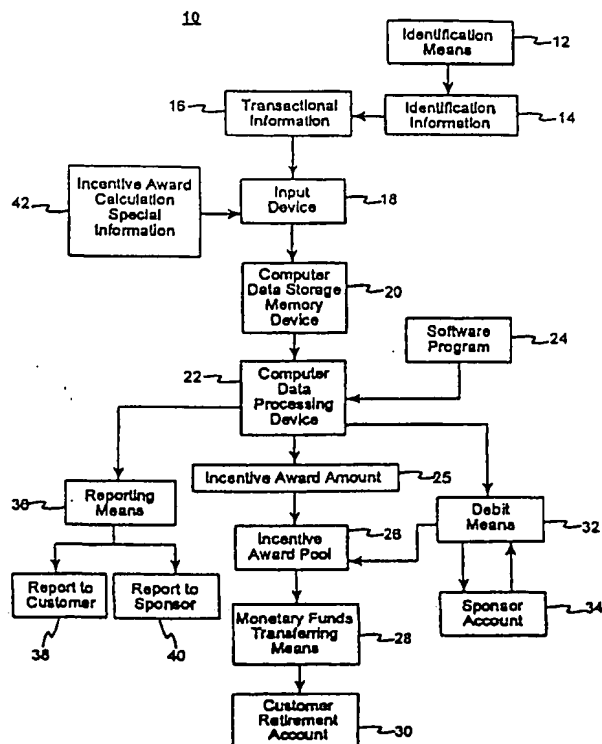 10
Identification
Means
12
16
Transactional
Information
Identification
Information
14
42
Incentive Award
Calculation
Special
Information
Input
Device
18
Computer
Data Storage
Memory
Device
20
Software
Program
24
22
Computer
Data
Processing
Device
Incentive Award Amount
25
36
Reporting
Means
Incentive
Award Pool
26
Debit
Means
32
Report to
Customer
Report to
Sponsor
38
40
Monetary Funds
Transferring
Means
28
Sponsor
Account
34
Customer
Retirement
Account
30